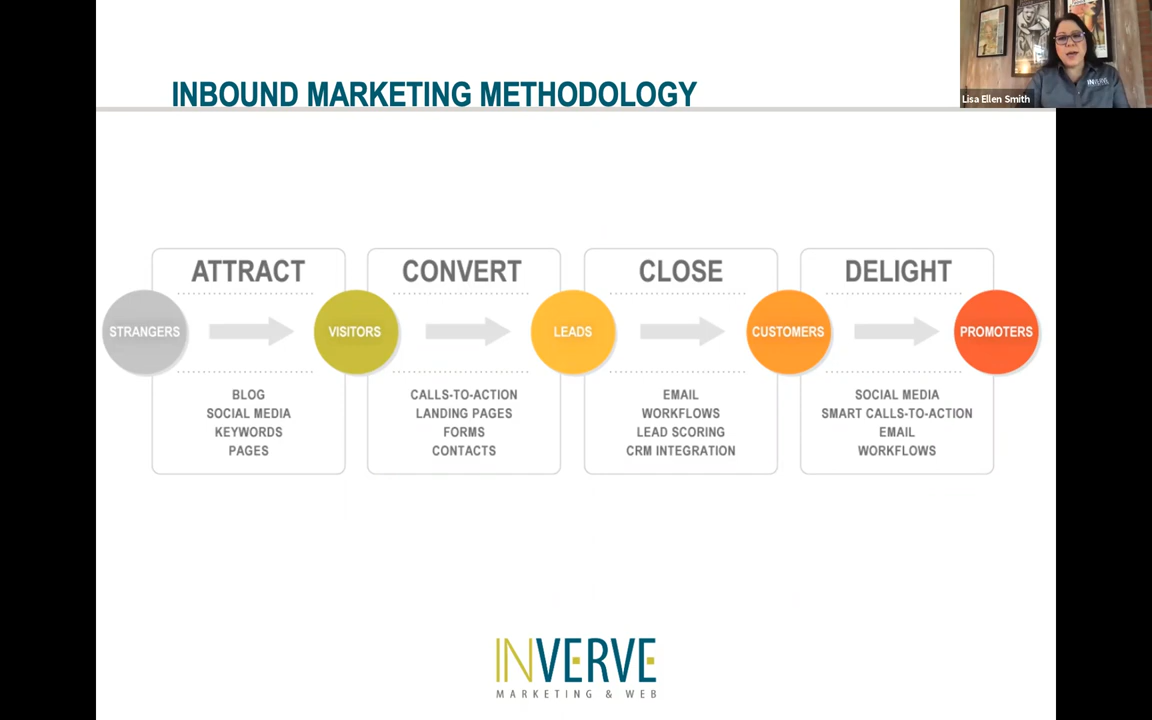 INBOUND MARKETING METHODOLOGY
INVERVE
Lisa Ellen Smith
ATTRACT
CONVERT
CLOSE
DELIGHT
STRANGERS
VISITORS
LEADS
CUSTOMERS
PROMOTERS
BLOG
SOCIAL MEDIA
KEYWORDS
PAGES
CALLS-TO-ACTION
LANDING PAGES
FORMS
CONTACTS
EMAIL
WORKFLOWS
LEAD SCORING
CRM INTEGRATION
SOCIAL MEDIA
SMART CALLS-TO-ACTION
EMAIL
WORKFLOWS
INVERVE
MARKETING & WEB